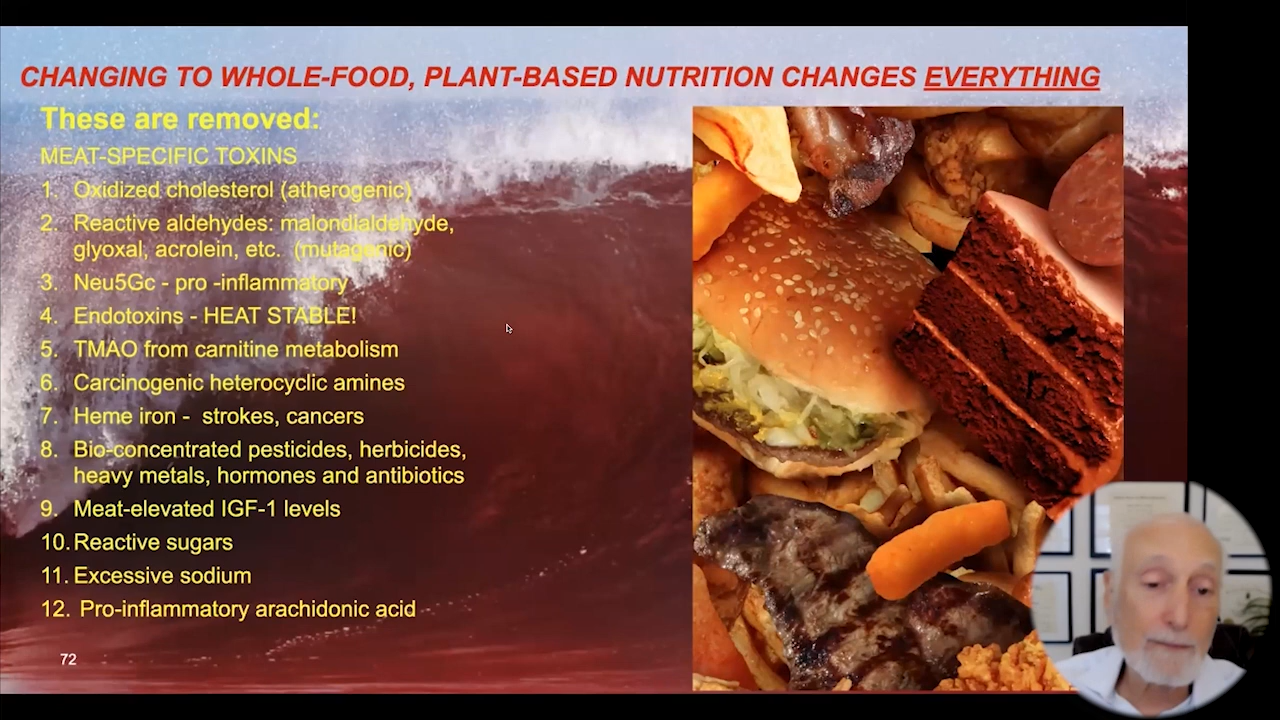 CHANGING TO WHOLE-FOOD, PLANT-BASED NUTRITION CHANGES EVERYTHING
These are removed:
MEAT-SPECIFIC TOXINS
1. Oxidized cholesterol (atherogenic)
2. Reactive aldehydes: malondialdehyde,
glyoxal, acrolein, etc. (mutagenic)
3. Neu5Gc - pro -inflammatory
4. Endotoxins - HEAT STABLE!
5. TMAO from carnitine metabolism
6. Carcinogenic heterocyclic amines
7. Heme iron - strokes, cancers
8. Bio-concentrated pesticides, herbicides,
heavy metals, hormones and antibiotics
9. Meat-elevated IGF-1 levels
10. Reactive sugars
11. Excessive sodium
12. Pro-inflammatory arachidonic acid
72